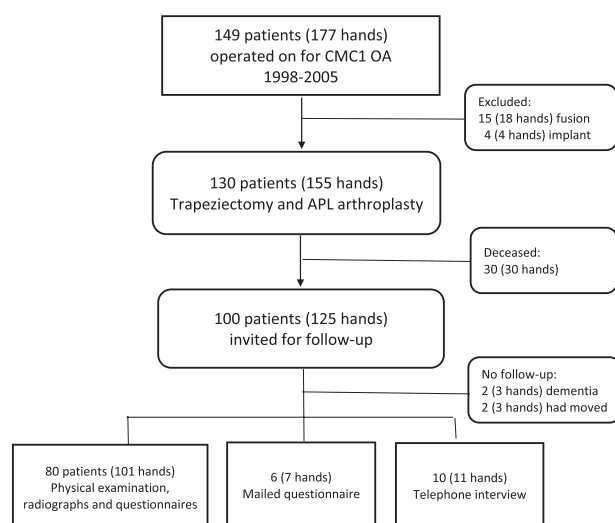 149 patients (177 hands)
operated on for CMC1 OA
1998-2005
Excluded:
15 (18 hands) fusion
4 (4 hands) implant
130 patients (155 hands)
Trapeziectomy and APL arthroplasty
Deceased:
30 (30 hands)
100 patients (125 hands)
invited for follow-up
No follow-up:
2 (3 hands) dementia
2 (3 hands) had moved
80 patients (101 hands)
Physical examination,
radiographs and questionnaires
6 (7 hands)
Mailed questionnaire
10 (11 hands)
Telephone interview